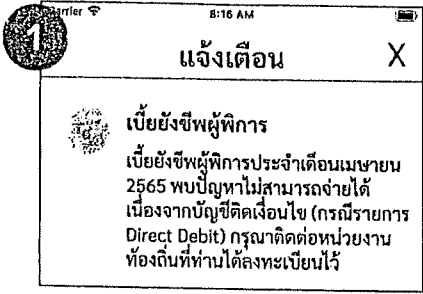 1
8:16 AM
แจ้งเตือน X
เบี้ยยังชีพผู้พิการ
เบี้ยยังชีพผู้พิการประจำเดือนเมษายน
2565 พบปัญหาไม่สามารถจ่ายได้
เนื่องจากบัญชีติดเงื่อนไข (กรณีรายการ
Direct Debit) กรุณาติดต่อหน่วยงาน
ท้องถิ่นที่ท่านได้ลงทะเบียนไว้